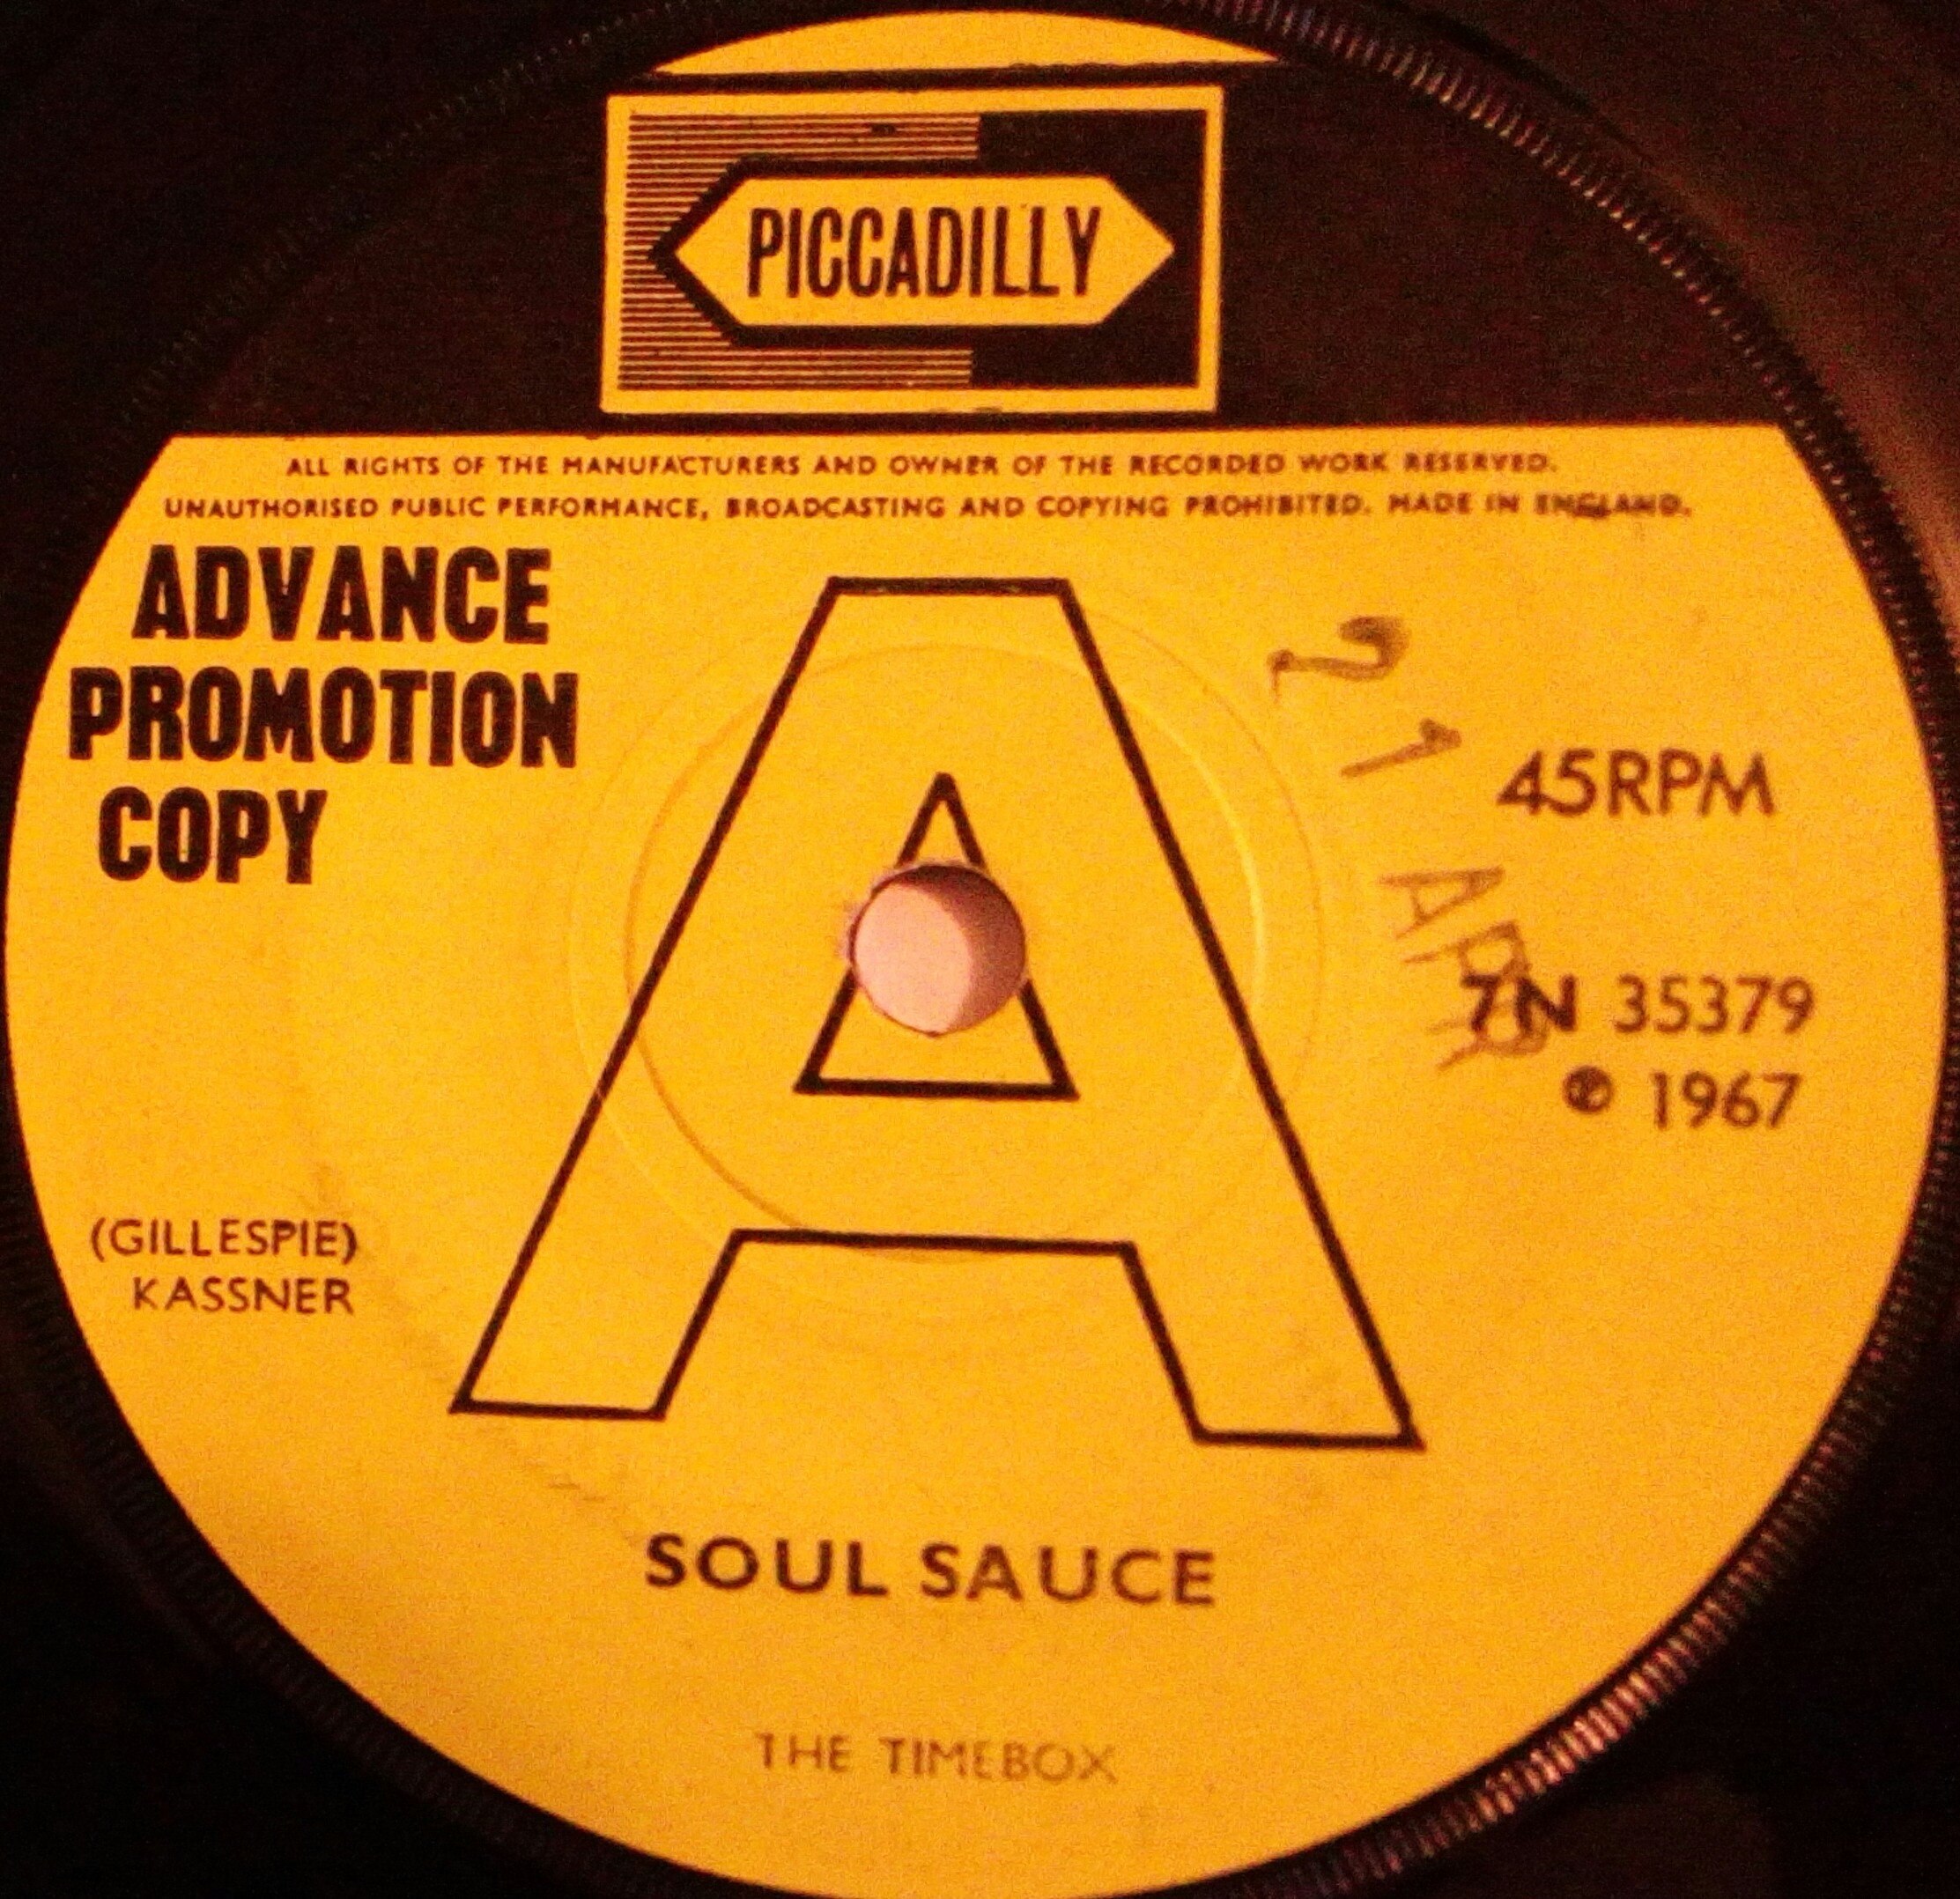 PICCADILLY
ALL RIGHTS OF THE MANUFACTURERS AND OWNER OF THE RECORDED WORK RESERVED.
UNAUTHORISED PUBLIC PERFORMANCE, BROADCASTING AND COPYING PROHIBITED. MADE IN ENGLAND.
ADVANCE
PROMOTION
COPY
A
21 APR
45RPM
7N 35379
℗ 1967
(GILLESPIE)
KASSNER
SOUL SAUCE
THE TIMEBOX